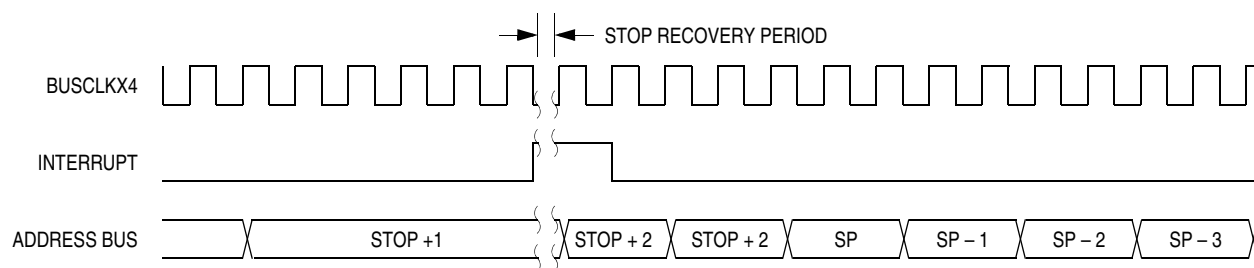 STOP RECOVERY PERIOD
BUSCLKX4
INTERRUPT
ADDRESS BUS STOP +1 STOP + 2 STOP + 2 SP SP – 1 SP – 2 SP – 3